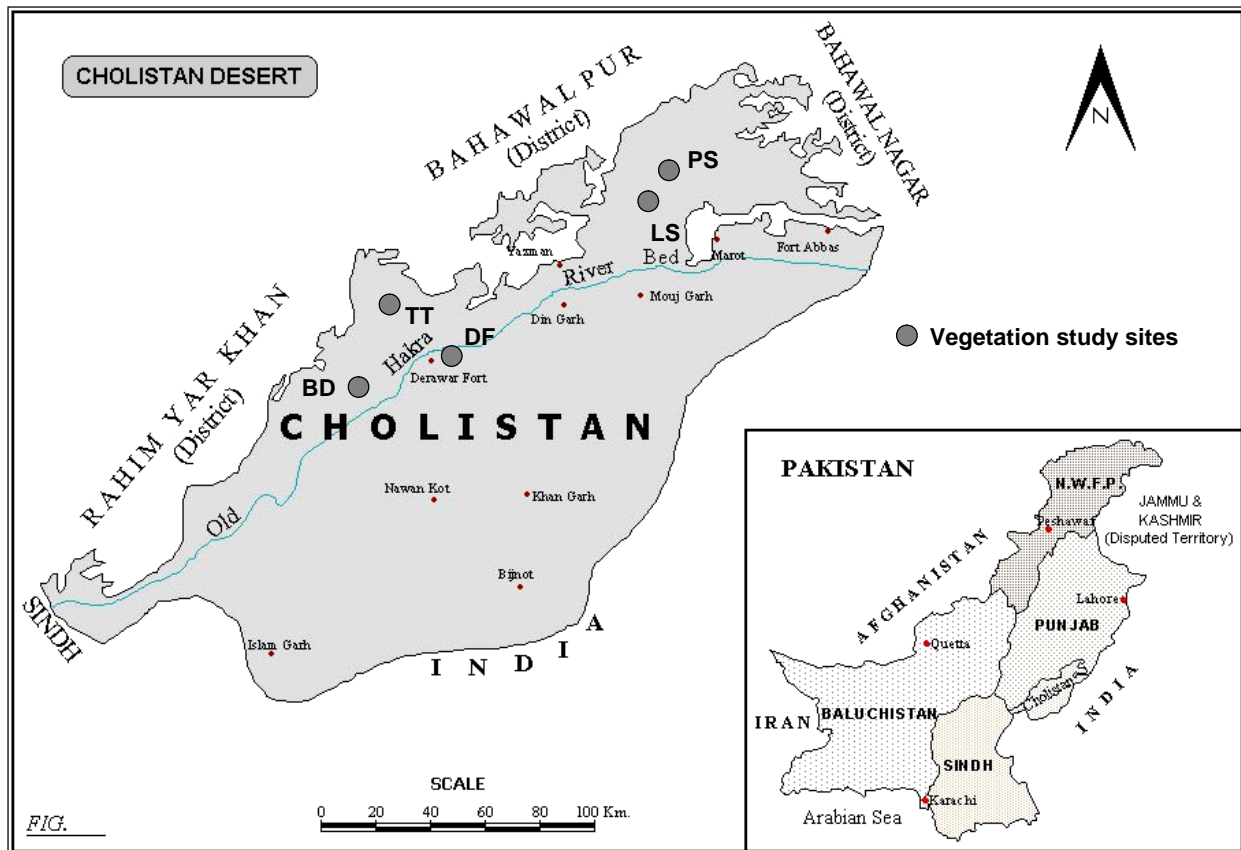 CHOLISTAN DESERT
BAHAWALPUR
(District)
BAHAWALNAGAR
(District)
N
PS
LS
Yazman
River
Bed
Marot
Fort Abbas
Mouj Garh
Din Garh
TT
DF
Hakra
Derawar Fort
BD
RAHIM YAR KHAN
(District)
Vegetation study sites
CHOLISTAN
Nawan Kot
Khan Garh
Old
Bijnot
SINDH
Islam Garh
INDIA
SCALE
0 20 40 60 80 100 Km.
FIG.
PAKISTAN
N.W.F.P.
Peshawar
JAMMU &
KASHMIR
(Disputed Territory)
AFGHANISTAN
Lahore
PUNJAB
Quetta
Cholistan
INDIA
IRAN
BALUCHISTAN
SINDH
Karachi
Arabian Sea